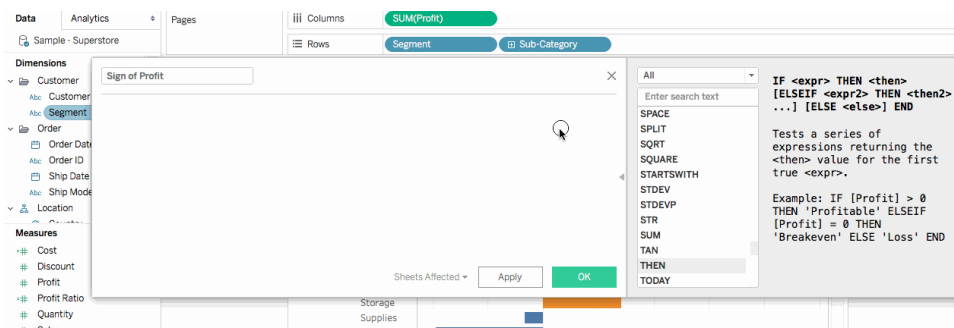 Data
Analytics
Pages
iii Columns
SUM(Profit)
Sample - Superstore
Rows
Segment
Sub-Category
Dimensions
Customer
Abc Customer
Abc Segment
Order
Order Date
Abc Order ID
Ship Date
Abc Ship Mode
Location
Measures
Cost
Discount
Profit
Profit Ratio
Quantity
Sign of Profit
Sheets Affected
Apply
OK
All
Enter search text
SPACE
SPLIT
SQRT
SQUARE
STARTSWITH
STDEV
STDEVP
STR
SUM
TAN
THEN
TODAY
IF <expr> THEN <then>
[ELSEIF <expr2> THEN <then2>
...] [ELSE <else>] END
Tests a series of
expressions returning the
<then> value for the first
true <expr>.
Example: IF [Profit] > 0
THEN 'Profitable' ELSEIF
[Profit] = 0 THEN
'Breakeven' ELSE 'Loss' END
Storage
Supplies